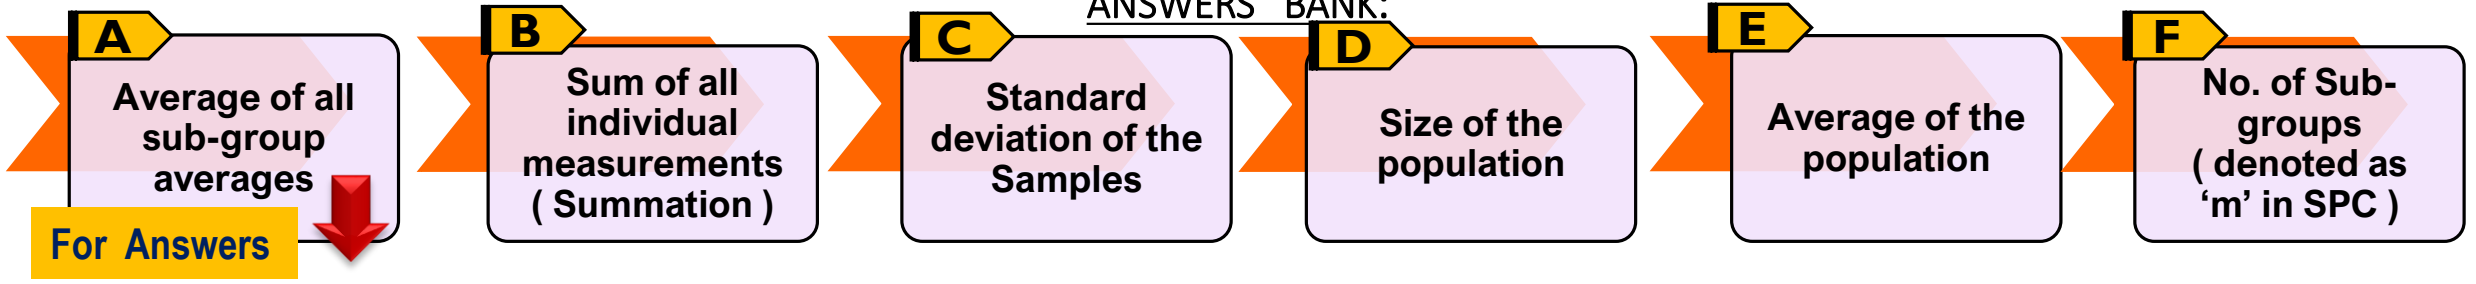 ANSWERS BANK:
A
Average of all
sub-group
averages
B
Sum of all
individual
measurements
( Summation )
C
Standard
deviation of the
Samples
D
Size of the
population
E
Average of the
population
F
No. of Sub-
groups
( denoted as
‘m’ in SPC )
For Answers